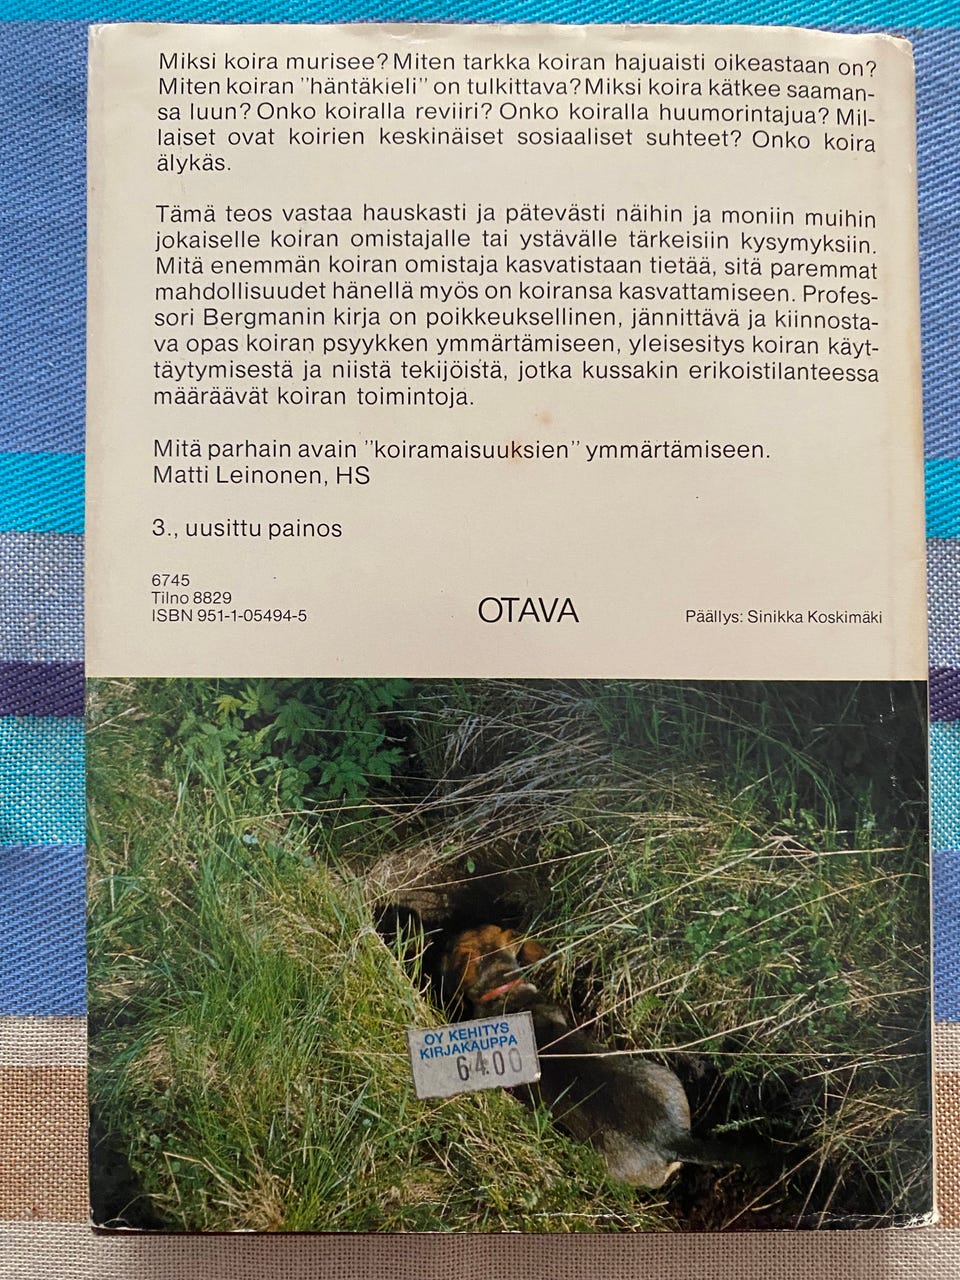 Miksi koira murisee? Miten tarkka koiran hajuaisti oikeastaan on?
Miten koiran "häntäkieli" on tulkittava? Miksi koira kätkee saaman-
sa luun? Onko koiralla reviiri? Onko koiralla huumorintajua? Mil-
laiset ovat koirien keskinäiset sosiaaliset suhteet? Onko koira
älykäs.
Tämä teos vastaa hauskasti ja pätevästi näihin ja moniin muihin
jokaiselle koiran omistajalle tai ystävälle tärkeisiin kysymyksiin.
Mitä enemmän koiran omistaja kasvatistaan tietää, sitä paremmat
mahdollisuudet hänellä myös on koiransa kasvattamiseen. Profes-
sori Bergmanin kirja on poikkeuksellinen, jännittävä ja kiinnosta-
va opas koiran psyykken ymmärtämiseen, yleisesitys koiran käyt-
täytymisestä ja niistä tekijöistä, jotka kussakin erikoistilanteessa
määräävät koiran toimintoja.
Mitä parhain avain "koiramaisuuksien" ymmärtämiseen.
Matti Leinonen, HS
3., uusittu painos
6745
Tilno 8829
ISBN 951-1-05494-5
OTAVA
Päällys: Sinikka Koskimäki
OY KEHITYS
KIRJAKAUPPA
64.00